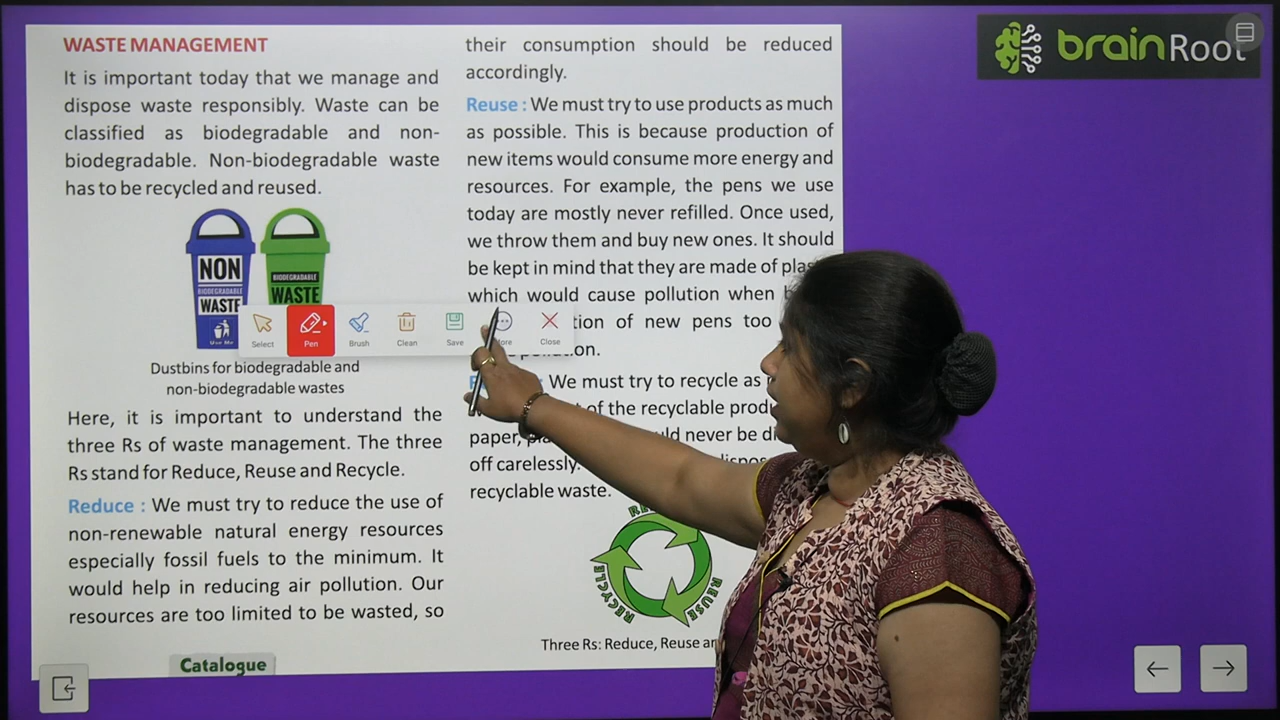 WASTE MANAGEMENT
It is important today that we manage and
dispose waste responsibly. Waste can be
classified as biodegradable and non-
biodegradable. Non-biodegradable waste
has to be recycled and reused.
NON
BIODEGRADABLE
WASTE
Use Me
BIODEGRADABLE
WASTE
Select
Pen
Brush
Clean
Save
Close
Dustbins for biodegradable and
non-biodegradable wastes
Here, it is important to understand the
three Rs of waste management. The three
Rs stand for Reduce, Reuse and Recycle.
Reduce : We must try to reduce the use of
non-renewable natural energy resources
especially fossil fuels to the minimum. It
would help in reducing air pollution. Our
resources are too limited to be wasted, so
Catalogue
their consumption should be reduced
accordingly.
Reuse : We must try to use products as much
as possible. This is because production of
new items would consume more energy and
resources. For example, the pens we use
today are mostly never refilled. Once used,
we throw them and buy new ones. It should
be kept in mind that they are made of
which would cause pollution when
of new pens too
We must try to recycle as
of the recyclable
paper, never be
off carelessly.
recyclable waste.
RECYCLE
REUSE
Three Rs: Reduce, Reuse
brainRoot